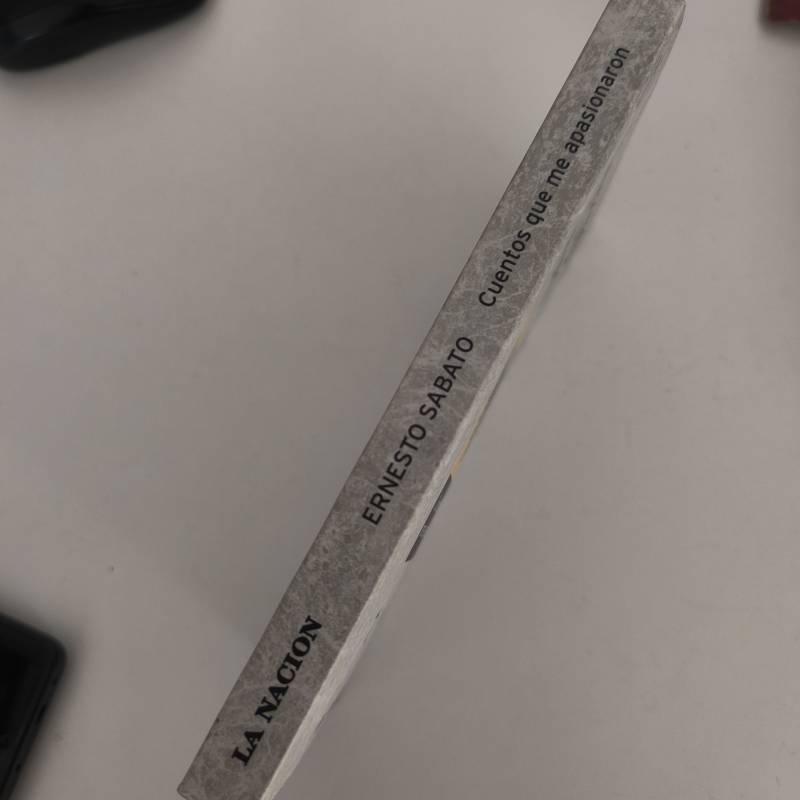 LA NACION
ERNESTO SABATO
Cuentos que me apasionaron